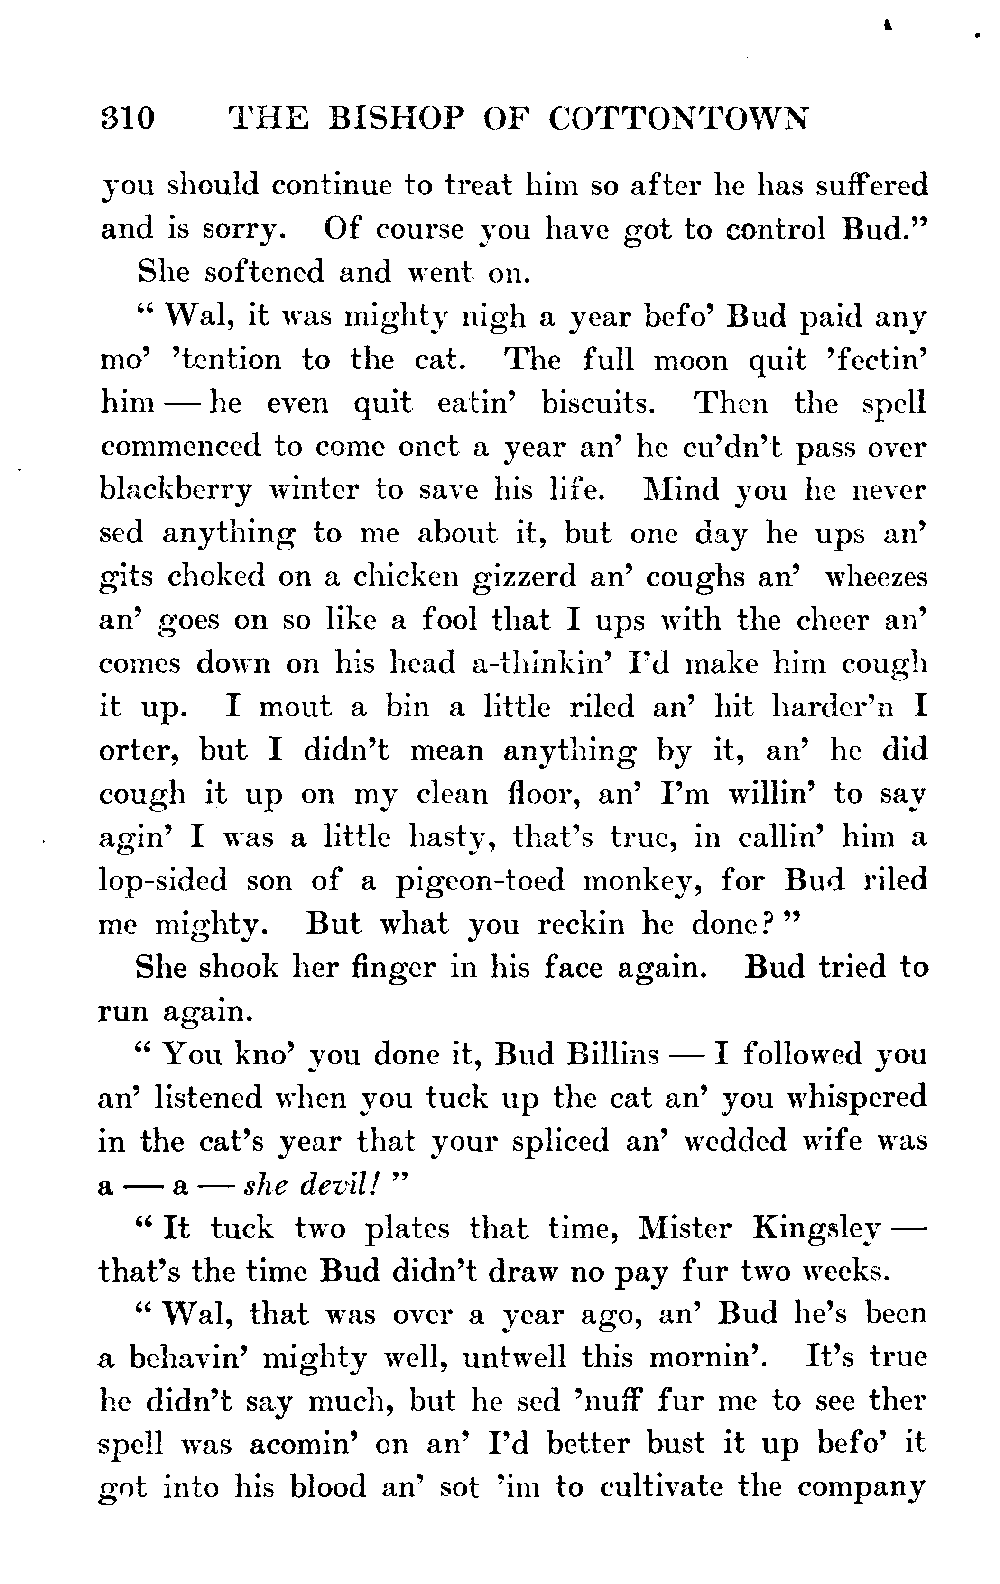 310 THE BISHOP OF COTTONTOWN
you should continue to treat him so after he has suffered
and is sorry. Of course you have got to control Bud.”
She softened and went on.
“ Wal, it was mighty nigh a year befo’ Bud paid any
mo’ ’tention to the cat. The full moon quit ’fectin’
him — he even quit eatin’ biscuits. Then the spell
commenced to come onct a year an’ he cu’dn’t pass over
blackberry winter to save his life. Mind you he never
sed anything to me about it, but one day he ups an’
gits choked on a chicken gizzerd an’ coughs an’ wheezes
an’ goes on so like a fool that I ups with the cheer an’
comes down on his head a-thinkin’ I’d make him cough
it up. I mout a bin a little riled an’ hit harder’n I
orter, but I didn’t mean anything by it, an’ he did
cough it up on my clean floor, an’ I’m willin’ to say
agin’ I was a little hasty, that’s true, in callin’ him a
lop-sided son of a pigeon-toed monkey, for Bud riled
me mighty. But what you reckin he done? ”
She shook her finger in his face again. Bud tried to
run again.
“ You kno’ you done it, Bud Billins — I followed you
an’ listened when you tuck up the cat an’ you whispered
in the cat’s year that your spliced an’ wedded wife was
a — a — she devil! ”
“ It tuck two plates that time, Mister Kingsley —
that’s the time Bud didn’t draw no pay fur two weeks.
“ Wal, that was over a year ago, an’ Bud he’s been
a behavin’ mighty well, untwell this mornin’. It’s true
he didn’t say much, but he sed ’nuff fur me to see ther
spell was acomin’ on an’ I’d better bust it up befo’ it
got into his blood an’ sot ’im to cultivate the company